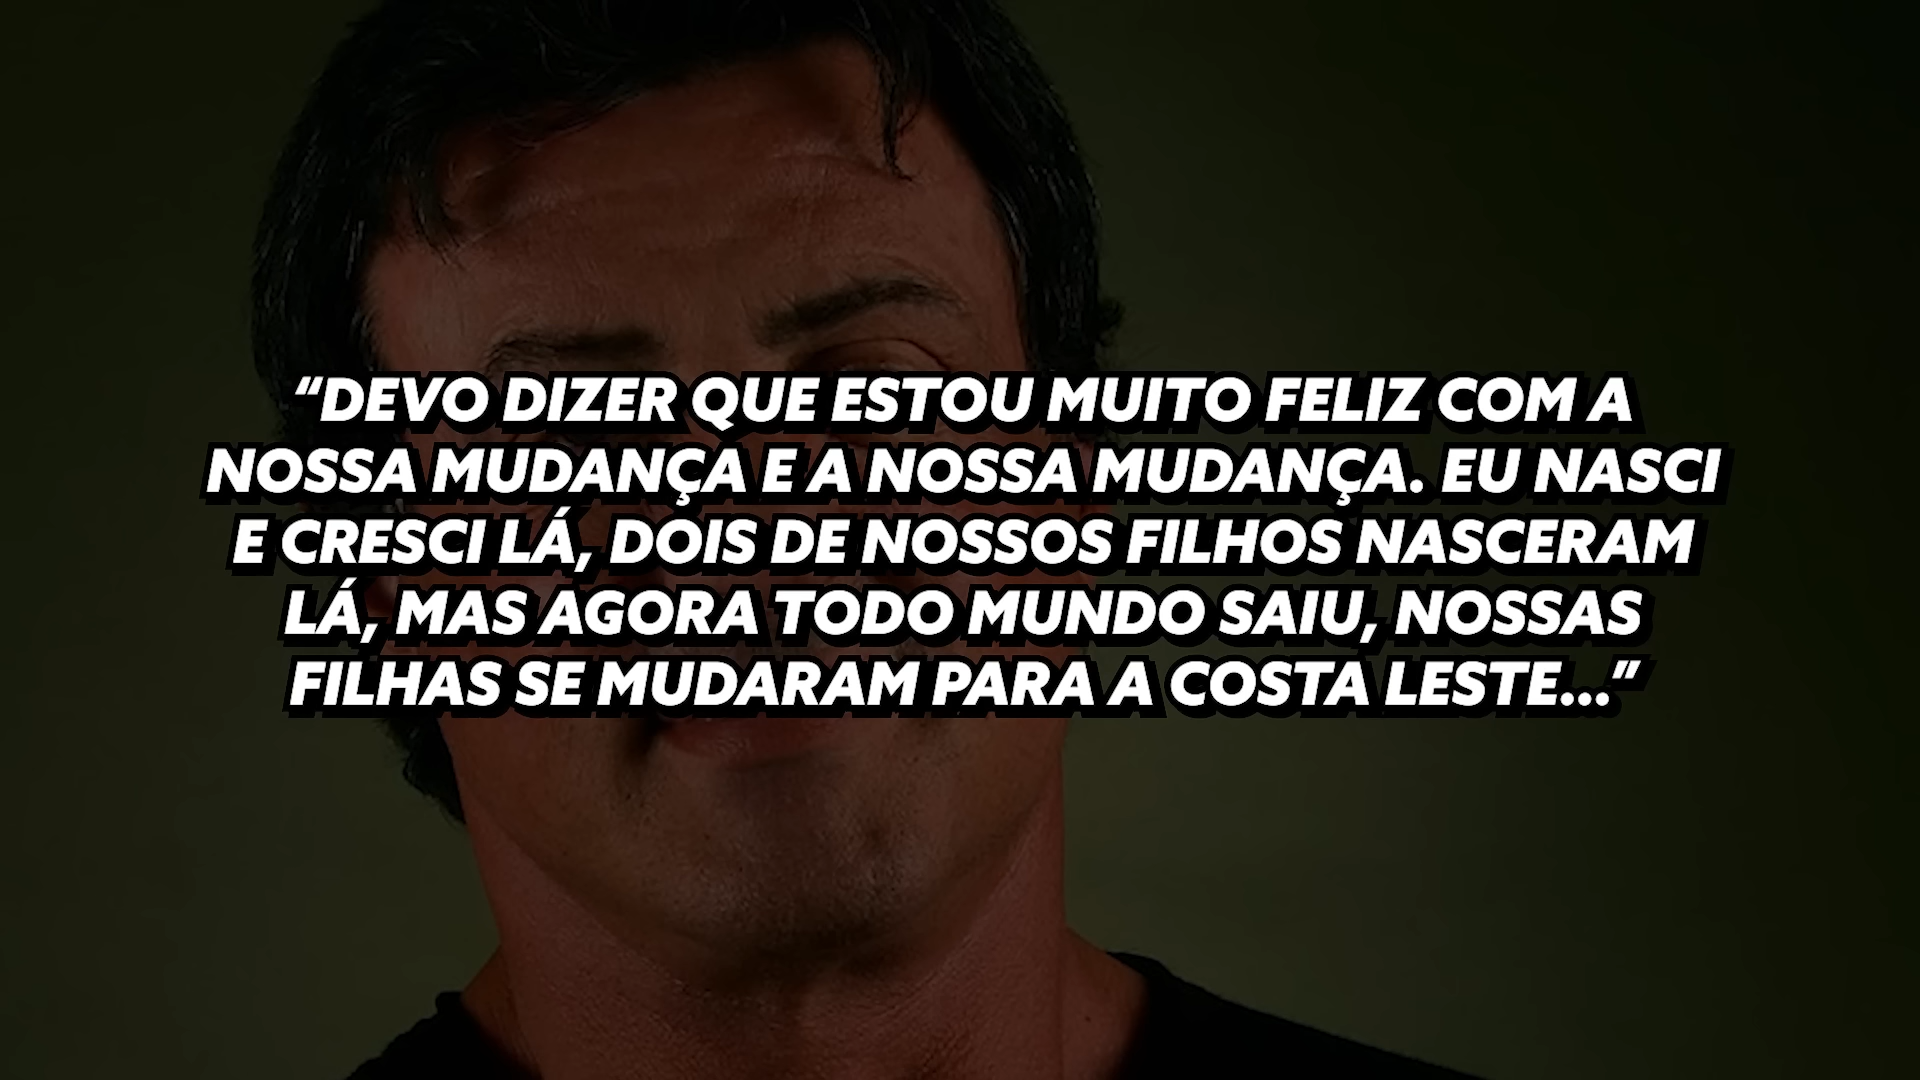 “DEVO DIZER QUE ESTOU MUITO FELIZ COM A
NOSSA MUDANÇA E A NOSSA MUDANÇA. EU NASCI
E CRESCI LÁ, DOIS DE NOSSOS FILHOS NASCERAM
LÁ, MAS AGORA TODO MUNDO SAIU, NOSSAS
FILHAS SE MUDARAM PARA A COSTA LESTE...”